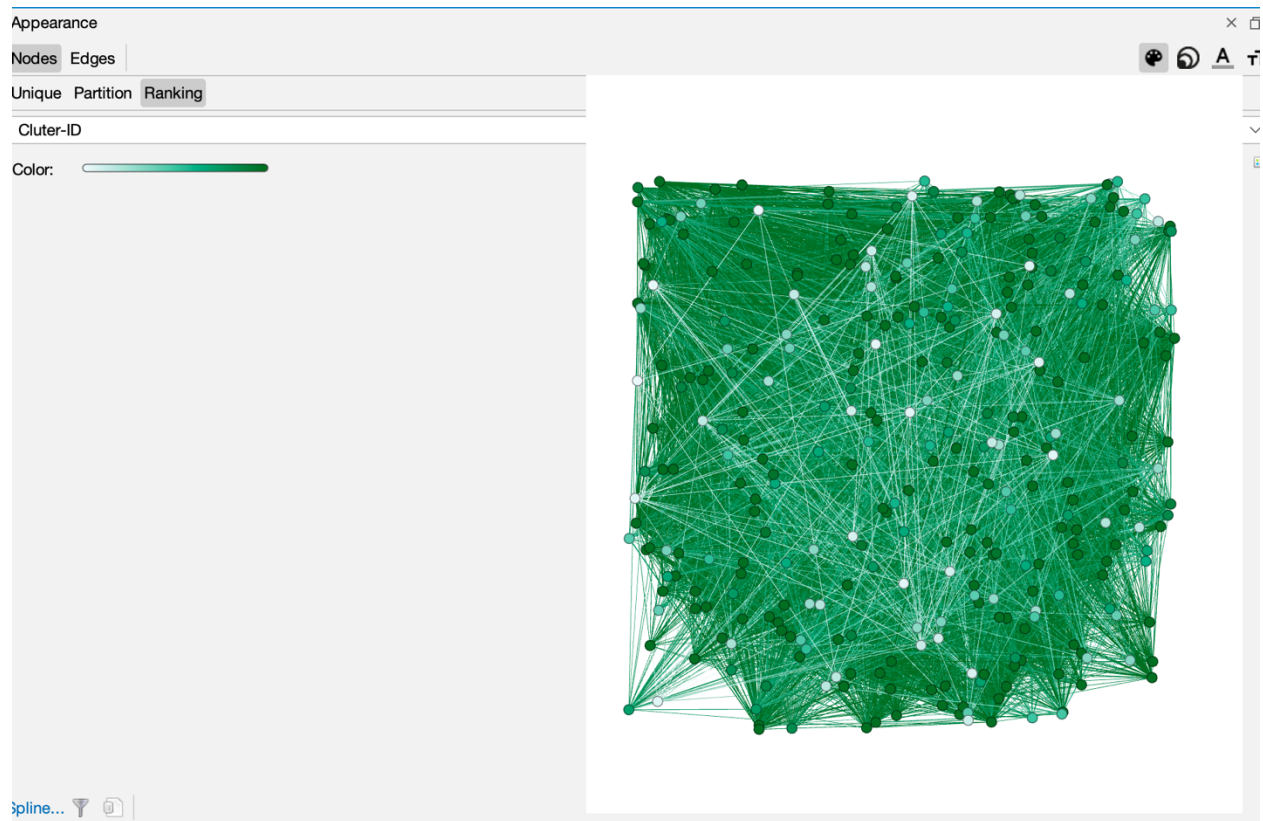 Appearance
Nodes Edges
A T
Unique Partition Ranking
Cluter-ID
Color:
Spline...